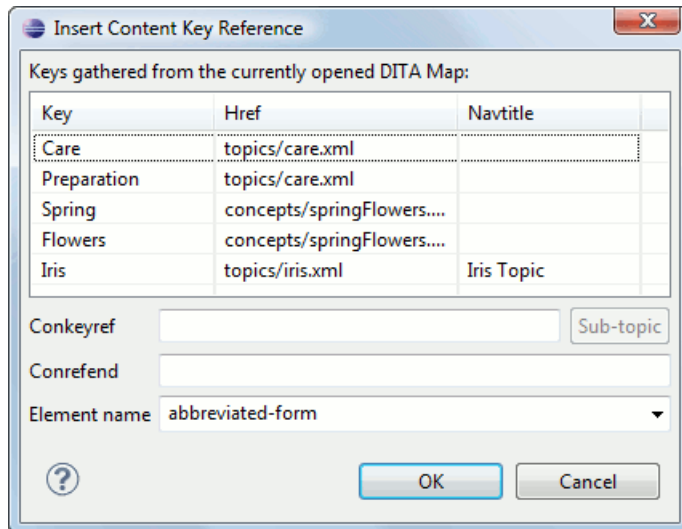 Insert Content Key Reference
Keys gathered from the currently opened DITA Map:
Key Href Navtitle
Care topics/care.xml
Preparation topics/care.xml
Spring concepts/springFlowers....
Flowers concepts/springFlowers....
Iris topics/iris.xml Iris Topic
Conkeyref Sub-topic
Conrefend
Element name abbreviated-form
? OK Cancel